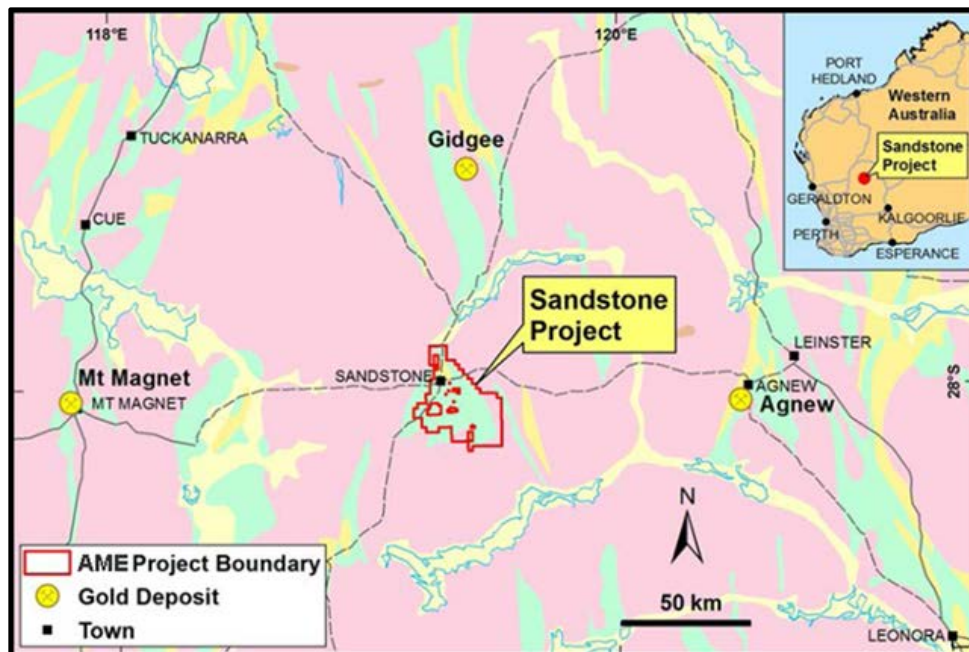 118°E
120°E
TUCKANARRA
Gidgee
CUE
Sandstone
Project
SANDSTONE
LEINSTER
Mt Magnet
MT MAGNET
AGNEW
Agnew
28°S
N
50 km
LEONORA
AME Project Boundary
Gold Deposit
Town
PORT
HEDLAND
Western
Australia
Sandstone
Project
GERALDTON
KALGOORLIE
PERTH
ESPERANCE